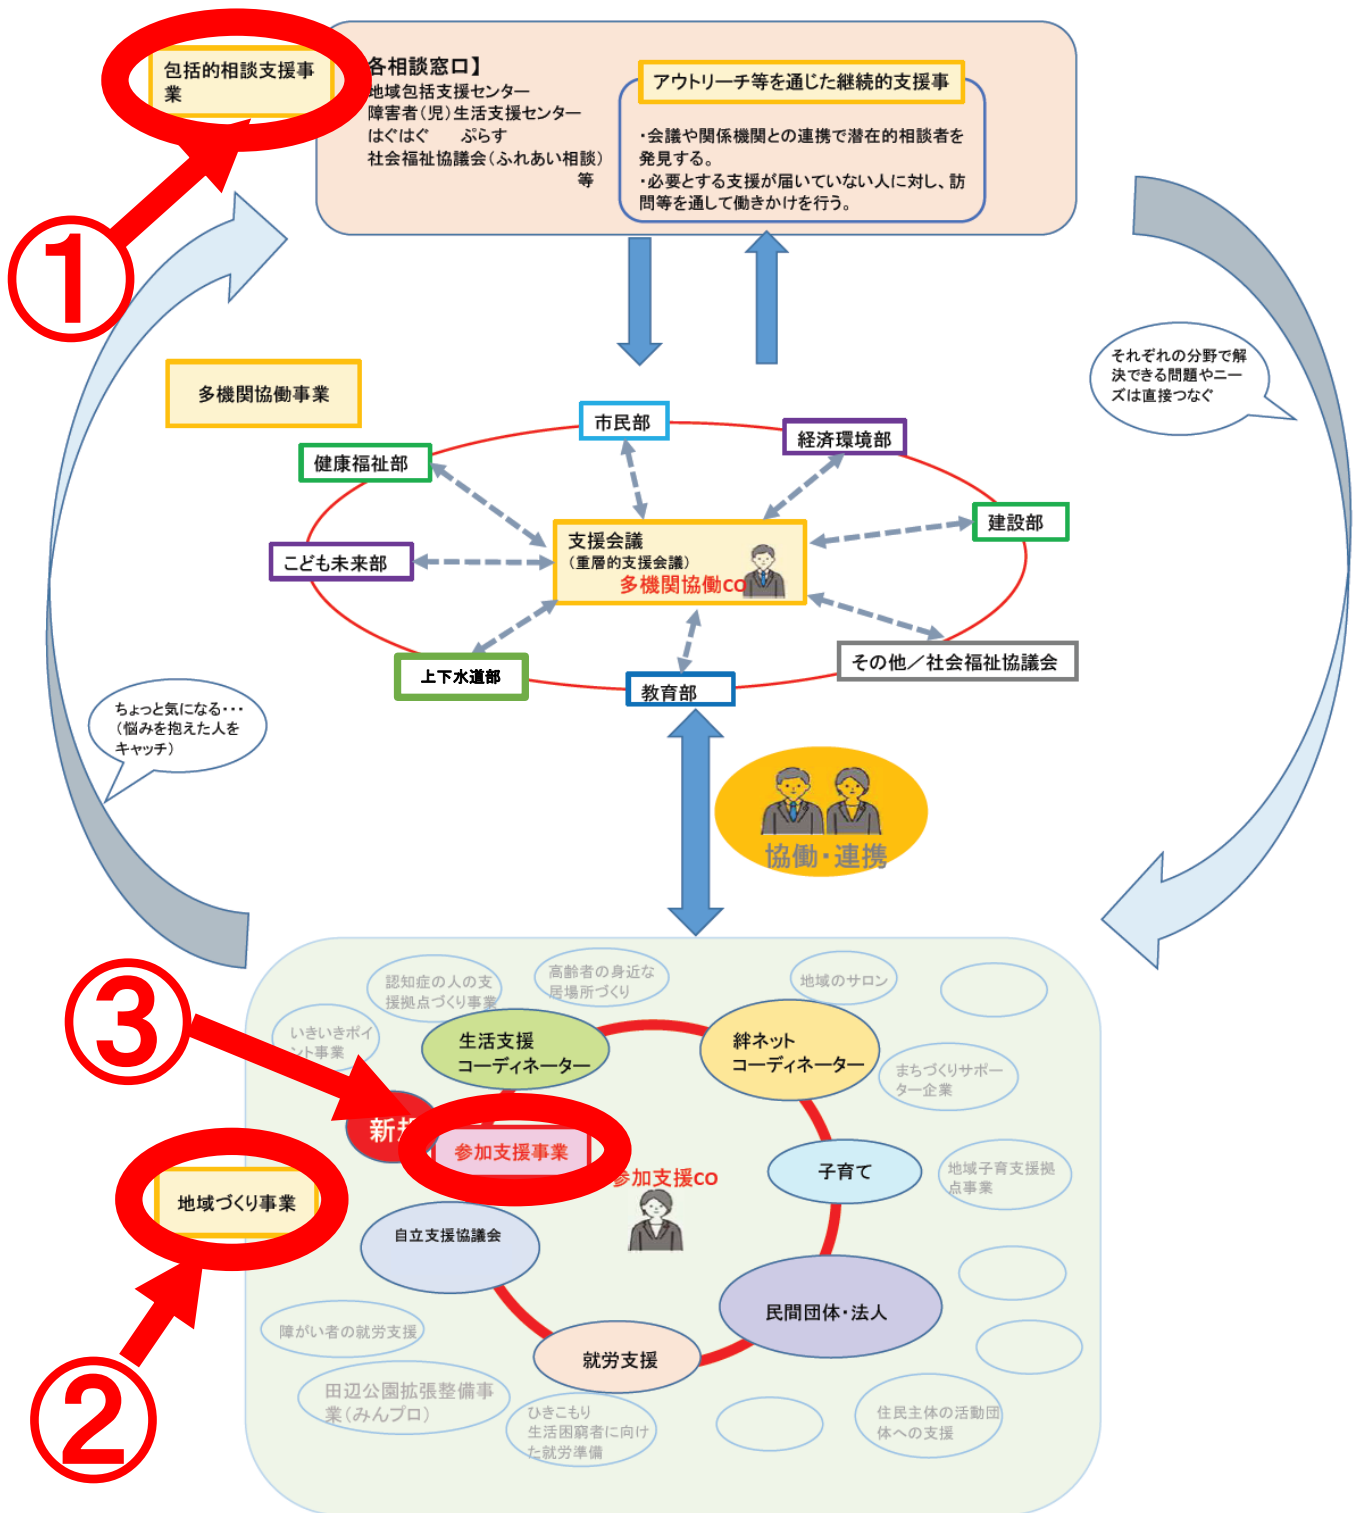 包括的相談支援事
業
各相談窓口】
地域包括支援センター
障害者(児)生活支援センター
はぐはぐ　ぷらす
社会福祉協議会(ふれあい相談)
等
アウトリーチ等を通じた継続的支援事
・会議や関係機関との連携で潜在的相談者を
発見する。
・必要とする支援が届いていない人に対し、訪
問等を通して働きかけを行う。
①
それぞれの分野で解
決できる問題やニー
ズは直接つなぐ
多機関協働事業
市民部
経済環境部
健康福祉部
建設部
支援会議
(重層的支援会議)
多機関協働CO
こども未来部
その他/社会福祉協議会
上下水道部
教育部
ちょっと気になる・・・
(悩みを抱えた人を
キャッチ)
協働・連携
③
認知症の人の支
援拠点づくり事業
高齢者の身近な
居場所づくり
地域のサロン
いきいきポイ
ント事業
生活支援
コーディネーター
絆ネット
コーディネーター
まちづくりサポー
ター企業
新規
参加支援事業
参加支援CO
子育て
地域子育支援拠
点事業
地域づくり事業
自立支援協議会
民間団体・法人
障がい者の就労支援
就労支援
②
田辺公園拡張整備事
業(みんプロ)
ひきこもり
生活困窮者に向け
た就労準備
住民主体の活動団
体への支援